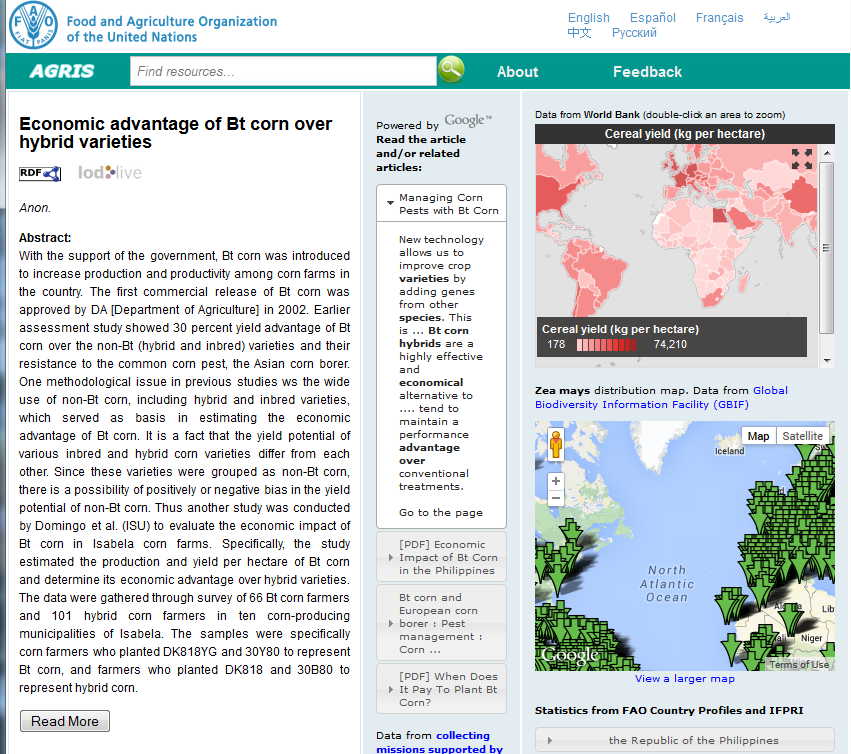 FAO
FIAT PANIS
Food and Agriculture Organization
of the United Nations
English Español Français العربية
中文 Русский
AGRIS
Find resources...
About
Feedback
Economic advantage of Bt corn over
hybrid varieties
RDF
lod live
Anon.
Abstract:
With the support of the government, Bt corn was introduced
to increase production and productivity among corn farms in
the country. The first commercial release of Bt corn was
approved by DA [Department of Agriculture] in 2002. Earlier
assessment study showed 30 percent yield advantage of Bt
corn over the non-Bt (hybrid and inbred) varieties and their
resistance to the common corn pest, the Asian corn borer.
One methodological issue in previous studies ws the wide
use of non-Bt corn, including hybrid and inbred varieties,
which served as basis in estimating the economic
advantage of Bt corn. It is a fact that the yield potential of
various inbred and hybrid corn varieties differ from each
other. Since these varieties were grouped as non-Bt corn,
there is a possibility of positively or negative bias in the yield
potential of non-Bt corn. Thus another study was conducted
by Domingo et al. (ISU) to evaluate the economic impact of
Bt corn in Isabela corn farms. Specifically, the study
estimated the production and yield per hectare of Bt corn
and determine its economic advantage over hybrid varieties.
The data were gathered through survey of 66 Bt corn farmers
and 101 hybrid corn farmers in ten corn-producing
municipalities of Isabela. The samples were specifically
corn farmers who planted DK818YG and 30Y80 to represent
Bt corn, and farmers who planted DK818 and 30B80 to
represent hybrid corn.
Read More
Powered by Google™
Read the article
and/or related
articles:
Managing Corn
Pests with Bt Corn
New technology
allows us to
improve crop
varieties by
adding genes
from other
species. This
is ... Bt corn
hybrids are a
highly effective
and
economical
alternative to
.... tend to
maintain a
performance
advantage
over
conventional
treatments.
Go to the page
[PDF] Economic
Impact of Bt Corn
in the Philippines
Bt corn and
European corn
borer : Pest
management :
Corn ...
[PDF] When Does
It Pay To Plant Bt
Corn?
Data from collecting
missions supported by
Data from World Bank (double-click an area to zoom)
Cereal yield (kg per hectare)
Cereal yield (kg per hectare)
178 74,210
Zea mays distribution map. Data from Global
Biodiversity Information Facility (GBIF)
Map Satellite
Iceland
+
−
North
Atlantic
Ocean
Lib
Niger
Google
Terms of Use
View a larger map
Statistics from FAO Country Profiles and IFPRI
the Republic of the Philippines